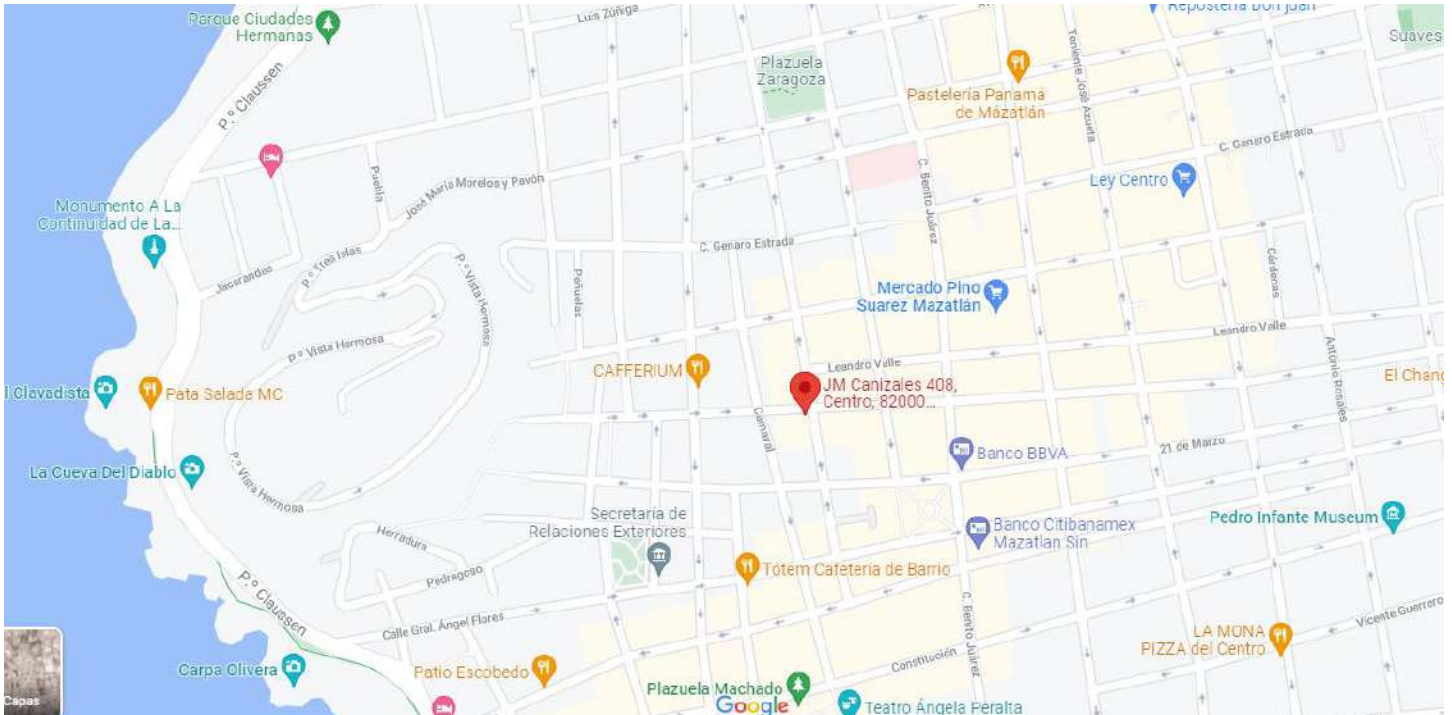 Luis Zúñiga
Repostería Don Juan
Parque Ciudades
Hermanas
Suaves
Plazuela
Zaragoza
Teniente José Azueta
Pastelería Panamá
de Mazatlán
P.º Claussen
C. Genaro Estrada
Puebla
José María Morelos y Pavón
C. Benito Juárez
Ley Centro
Monumento A La
Continuidad de La...
C. Genaro Estrada
Jacarandas
P.º Tres Islas
P.º Vista Hermosa
Peñuelas
Cárdenas
Mercado Pino
Suarez Mazatlán
Leandro Valle
P.º Vista Hermosa
Antonio Rosales
Leandro Valle
CAFFERIUM
El Chang
l Clavadista
Pata Salada MC
JM Canizales 408,
Centro, 82000...
Carnaval
21 de Marzo
Banco BBVA
La Cueva Del Diablo
P.º Vista Hermosa
Secretaría de
Relaciones Exteriores
Pedro Infante Museum
Banco Citibanamex
Mazatlan Sin
Herradura
Pedregoso
Tótem Cafetería de Barrio
P.º Claussen
Calle Gral. Ángel Flores
C. Benito Juárez
Vicente Guerrero
LA MONA
PIZZA del Centro
Constitución
Carpa Olivera
Patio Escobedo
Plazuela Machado
Google
Teatro Ángela Peralta
Capas